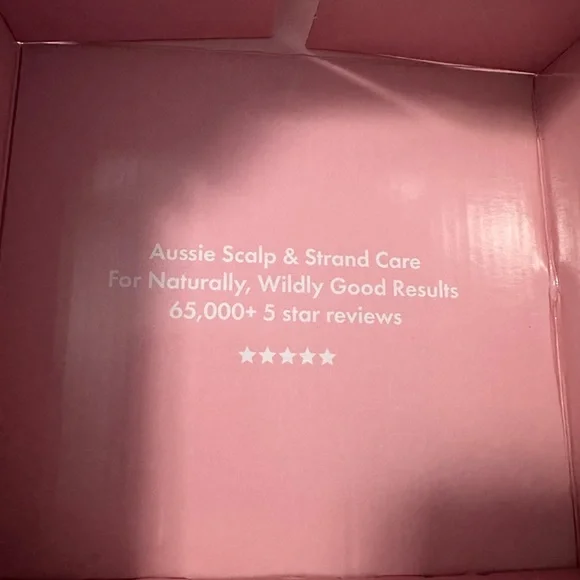 Aussie Scalp & Strand Care
For Naturally, Wildly Good Results
65,000+ 5 star reviews
★★★★★